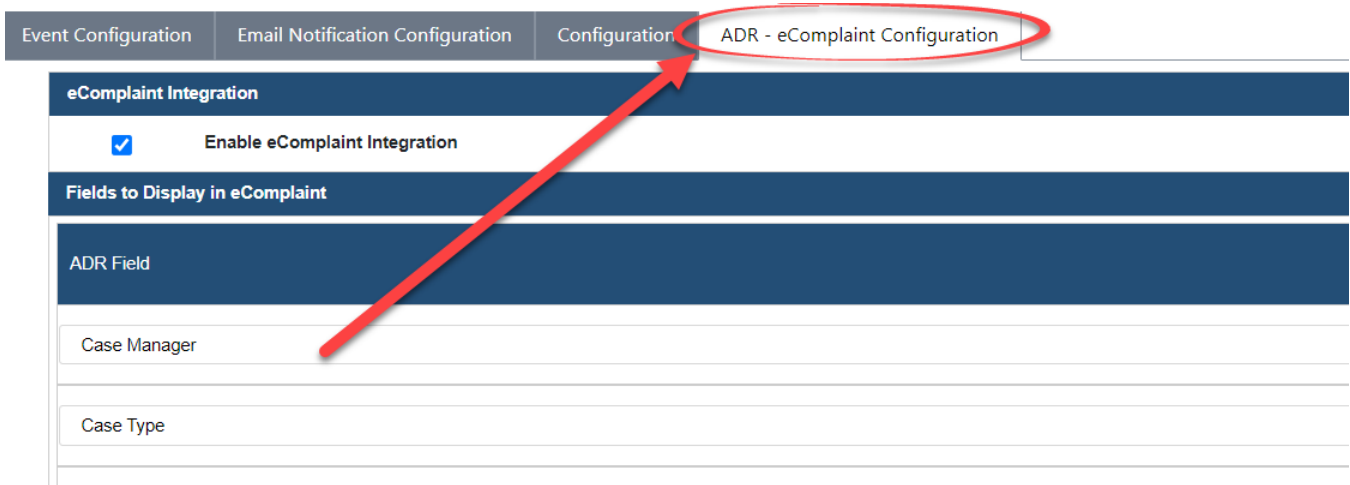 Event Configuration Email Notification Configuration Configuration ADR - eComplaint Configuration
eComplaint Integration
Enable eComplaint Integration
Fields to Display in eComplaint
ADR Field
Case Manager
Case Type